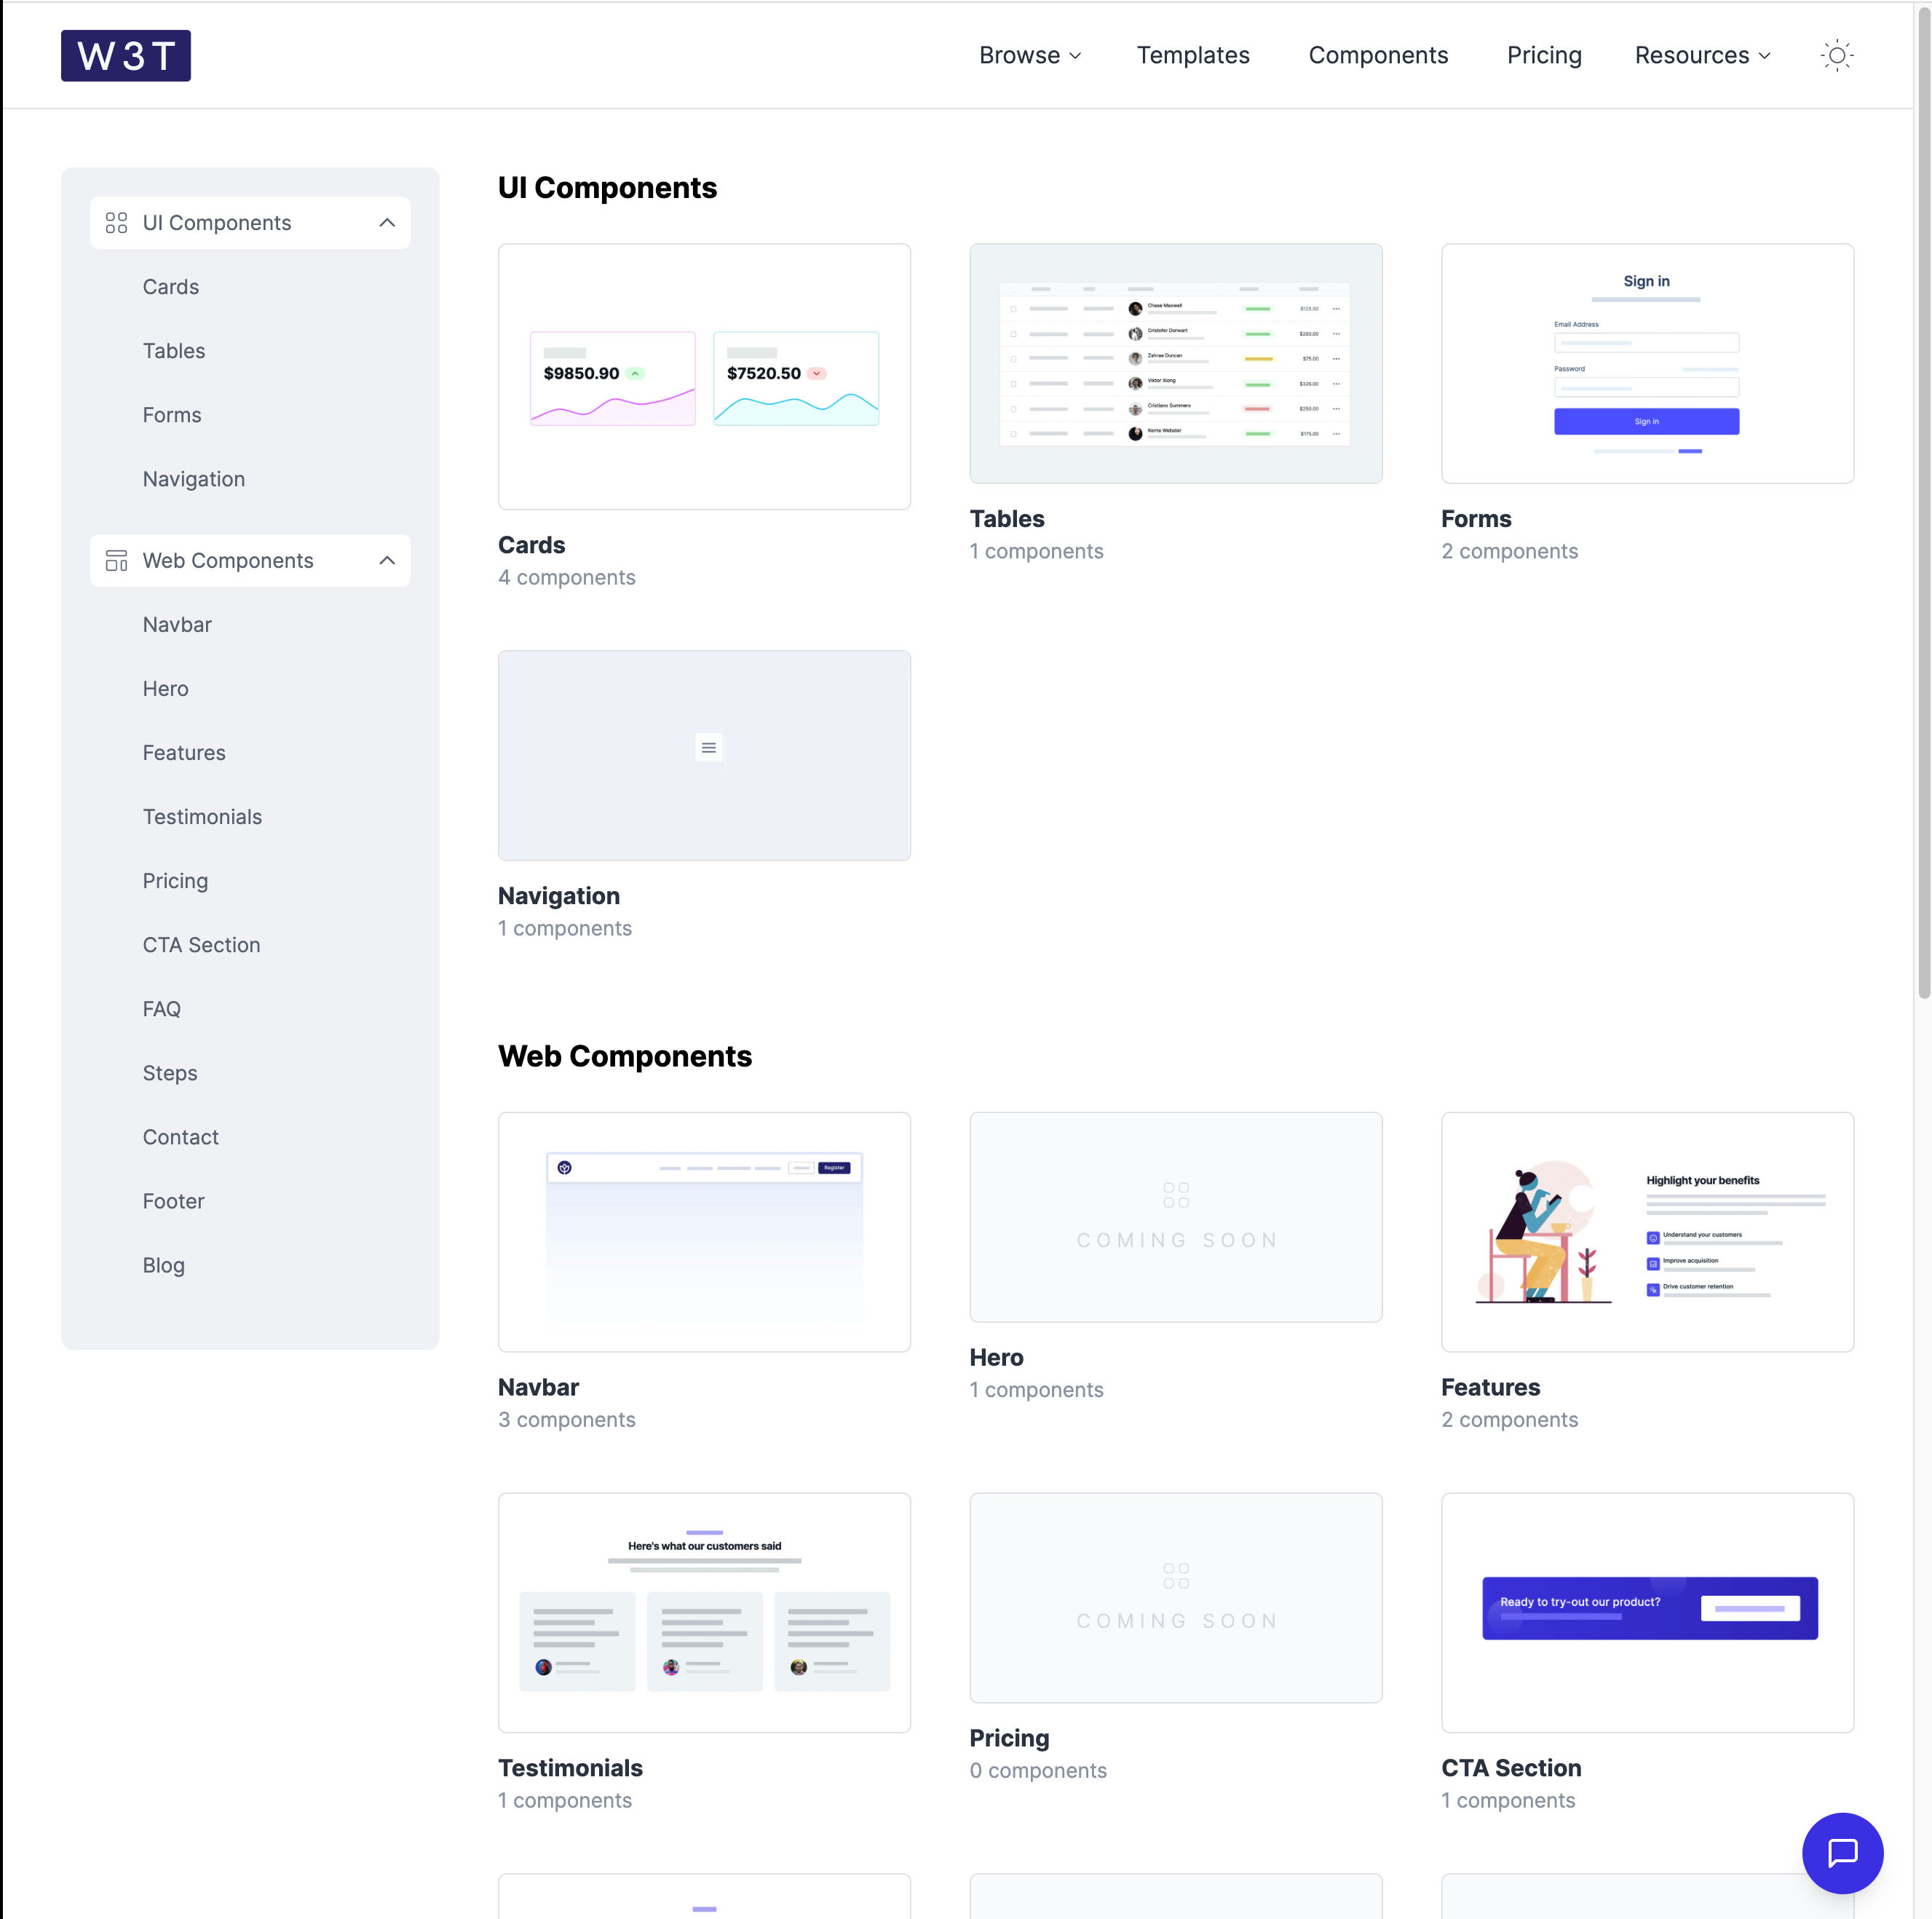 W3T
Browse
Templates
Components
Pricing
Resources
UI Components
Cards
Tables
Forms
Navigation
Web Components
Navbar
Hero
Features
Testimonials
Pricing
CTA Section
FAQ
Steps
Contact
Footer
Blog
UI Components
$9850.90
$7520.50
Cards
4 components
Chase Maxwell
$125.00
Cristofer Dorwart
$260.00
Zahraa Duncan
$75.00
Viktor Xiong
$326.00
Cristiano Summers
$250.00
Kerrie Webster
$175.00
Tables
1 components
Sign in
Email Address
Password
Sign in
Forms
2 components
Navigation
1 components
Web Components
Register
Navbar
3 components
COMING SOON
Hero
1 components
Highlight your benefits
Understand your customers
Improve acquisition
Drive customer retention
Features
2 components
Here's what our customers said
Testimonials
1 components
COMING SOON
Pricing
0 components
Ready to try-out our product?
CTA Section
1 components